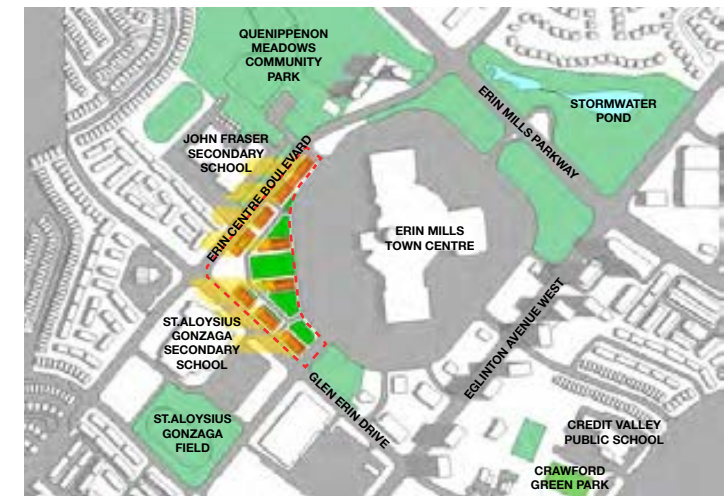 QUENIPPENON
MEADOWS
COMMUNITY
PARK
ERIN MILLS PARKWAY
STORMWATER
POND
JOHN FRASER
SECONDARY
SCHOOL
ERIN CENTRE BOULEVARD
ERIN MILLS
TOWN CENTRE
ST.ALOYSIUS
GONZAGA
SECONDARY
SCHOOL
EGLINTON AVENUE WEST
GLEN ERIN DRIVE
ST.ALOYSIUS
GONZAGA
FIELD
CREDIT VALLEY
PUBLIC SCHOOL
CRAWFORD
GREEN PARK